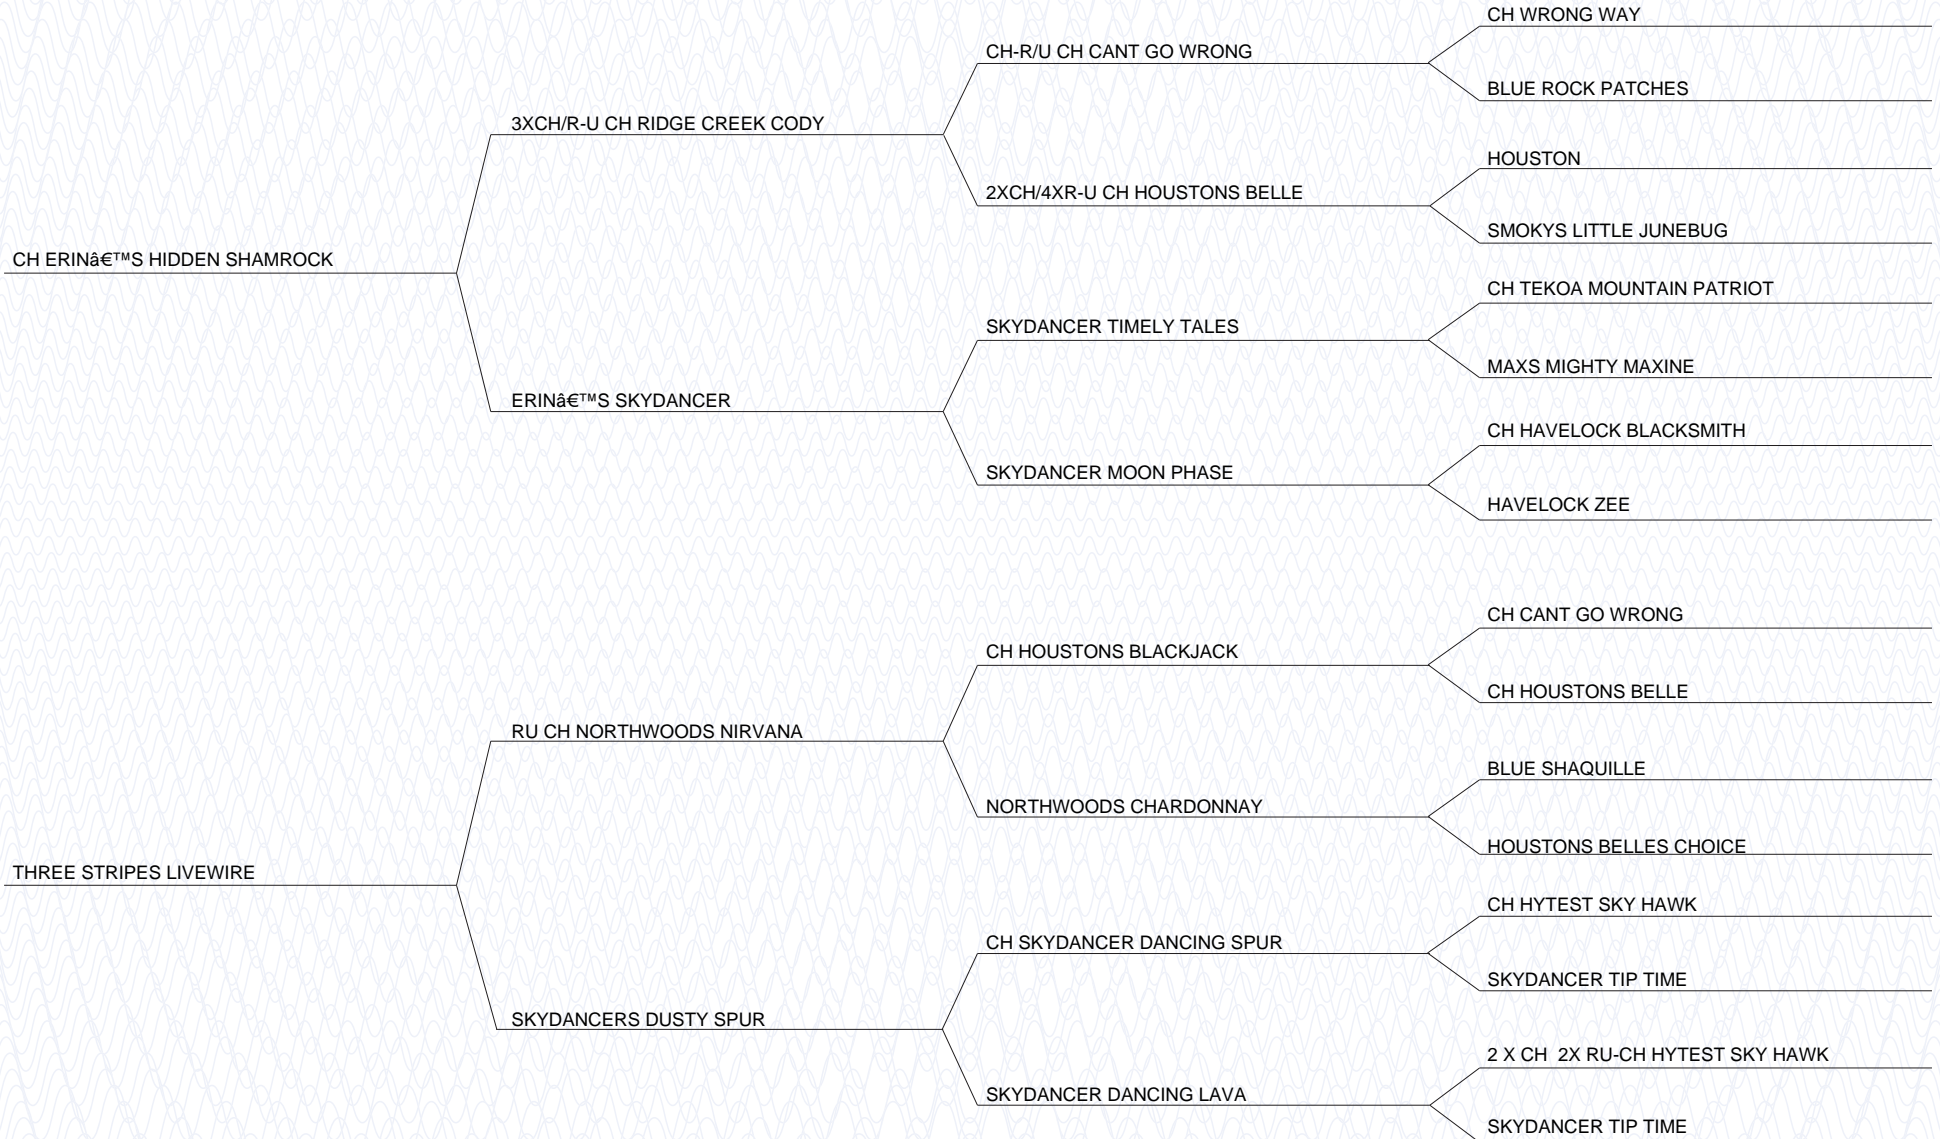 CH WRONG WAY
CH-R/U CH CANT GO WRONG
BLUE ROCK PATCHES
3XCH/R-U CH RIDGE CREEK CODY
HOUSTON
2XCH/4XR-U CH HOUSTONS BELLE
SMOKYS LITTLE JUNEBUG
CH ERINâ€™S HIDDEN SHAMROCK
CH TEKOA MOUNTAIN PATRIOT
SKYDANCER TIMELY TALES
MAXS MIGHTY MAXINE
ERINâ€™S SKYDANCER
CH HAVELOCK BLACKSMITH
SKYDANCER MOON PHASE
HAVELOCK ZEE
CH CANT GO WRONG
CH HOUSTONS BLACKJACK
CH HOUSTONS BELLE
RU CH NORTHWOODS NIRVANA
BLUE SHAQUILLE
NORTHWOODS CHARDONNAY
HOUSTONS BELLES CHOICE
THREE STRIPES LIVEWIRE
CH HYTEST SKY HAWK
CH SKYDANCER DANCING SPUR
SKYDANCER TIP TIME
SKYDANCERS DUSTY SPUR
2 X CH  2X RU-CH HYTEST SKY HAWK
SKYDANCER DANCING LAVA
SKYDANCER TIP TIME